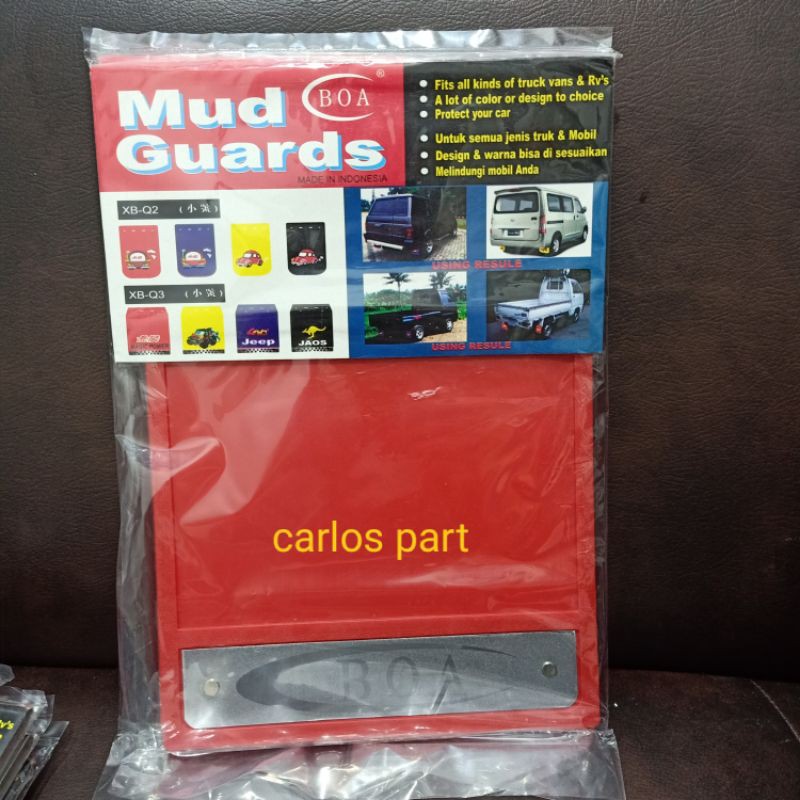 Mud
Guards
BOA
®
MADE IN INDONESIA
Fits all kinds of truck vans & Rv's
A lot of color or design to choice
Protect your car
Untuk semua jenis truk & Mobil
Design & warna bisa di sesuaikan
Melindungi mobil Anda
XB-Q2
USING RESULE
XB-Q3
Jeep
JAOS
USING RESULE
carlos part
BOA